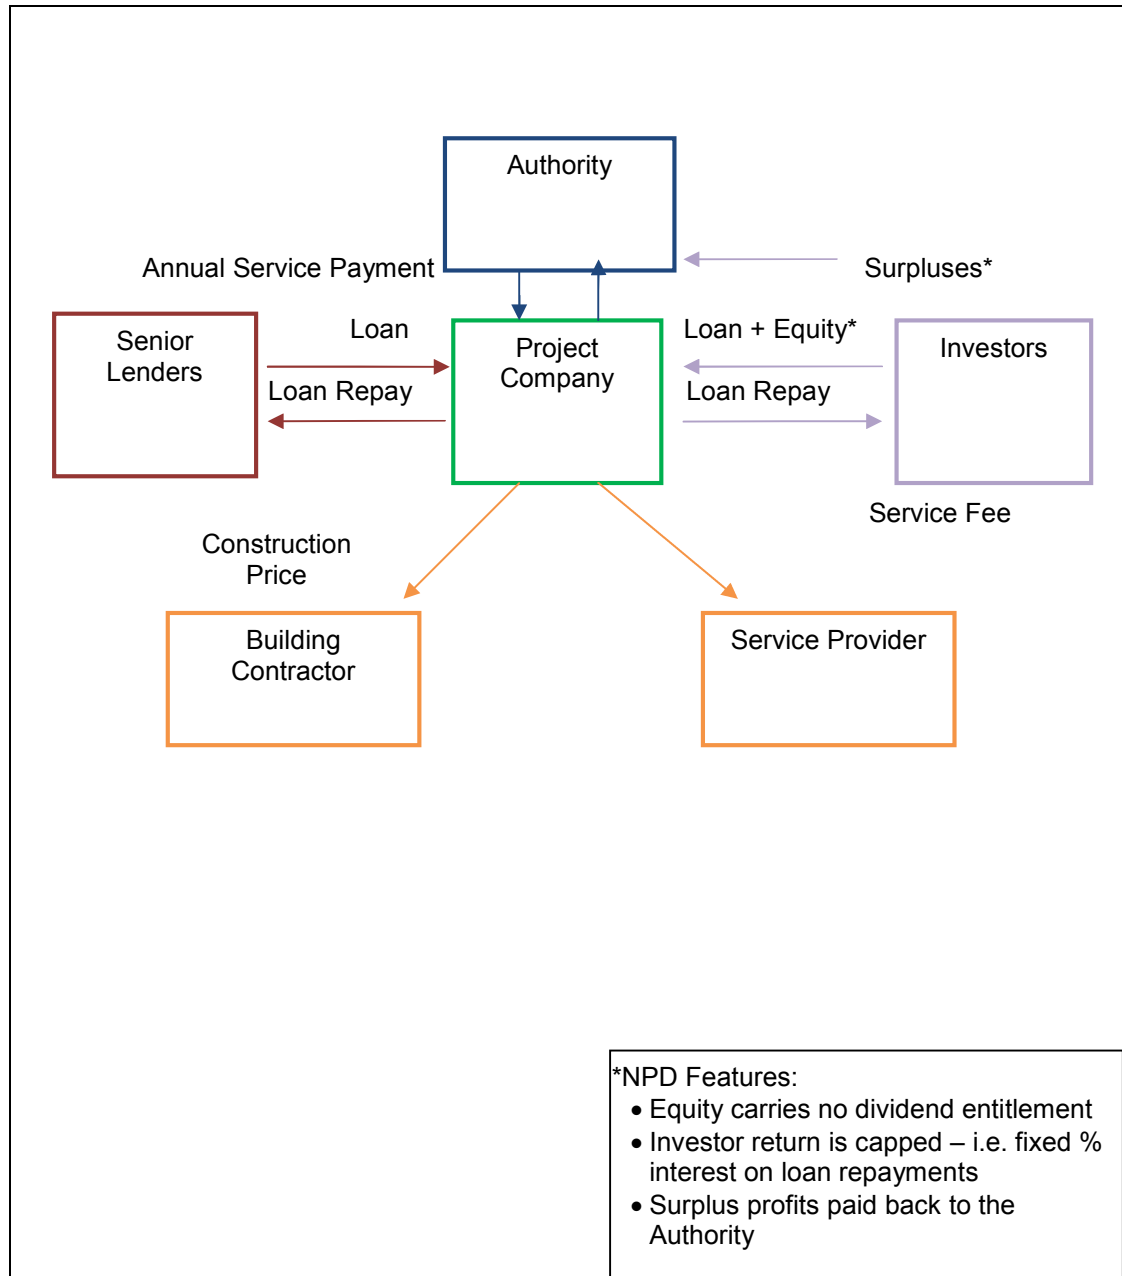 Authority
Annual Service Payment
Surpluses*
Senior
Lenders
Loan
Project
Company
Loan + Equity*
Investors
Loan Repay
Loan Repay
Service Fee
Construction
Price
Building
Contractor
Service Provider
*NPD Features:
• Equity carries no dividend entitlement
• Investor return is capped – i.e. fixed %
interest on loan repayments
• Surplus profits paid back to the
Authority